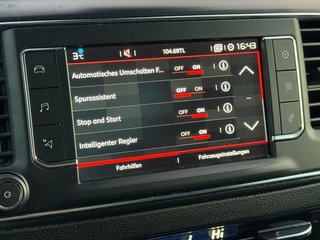 104.6RTL 16:43
Automatisches Umschalten F... OFF ON
Spurassistent OFF ON
Stop and Start OFF ON
Intelligenter Regler OFF ON
Fahrhilfen Fahrzeugeinstellungen
Hi